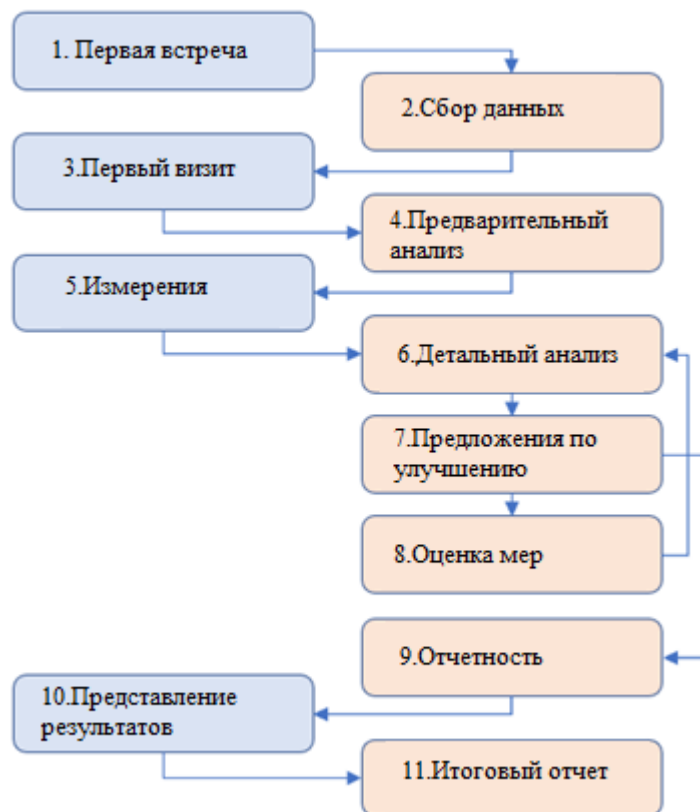 1. Первая встреча
2.Сбор данных
3.Первый визит
4.Предварительный
анализ
5.Измерения
6.Детальный анализ
7.Предложения по
улучшению
8.Оценка мер
9.Отчетность
10.Представление
результатов
11.Итоговый отчет